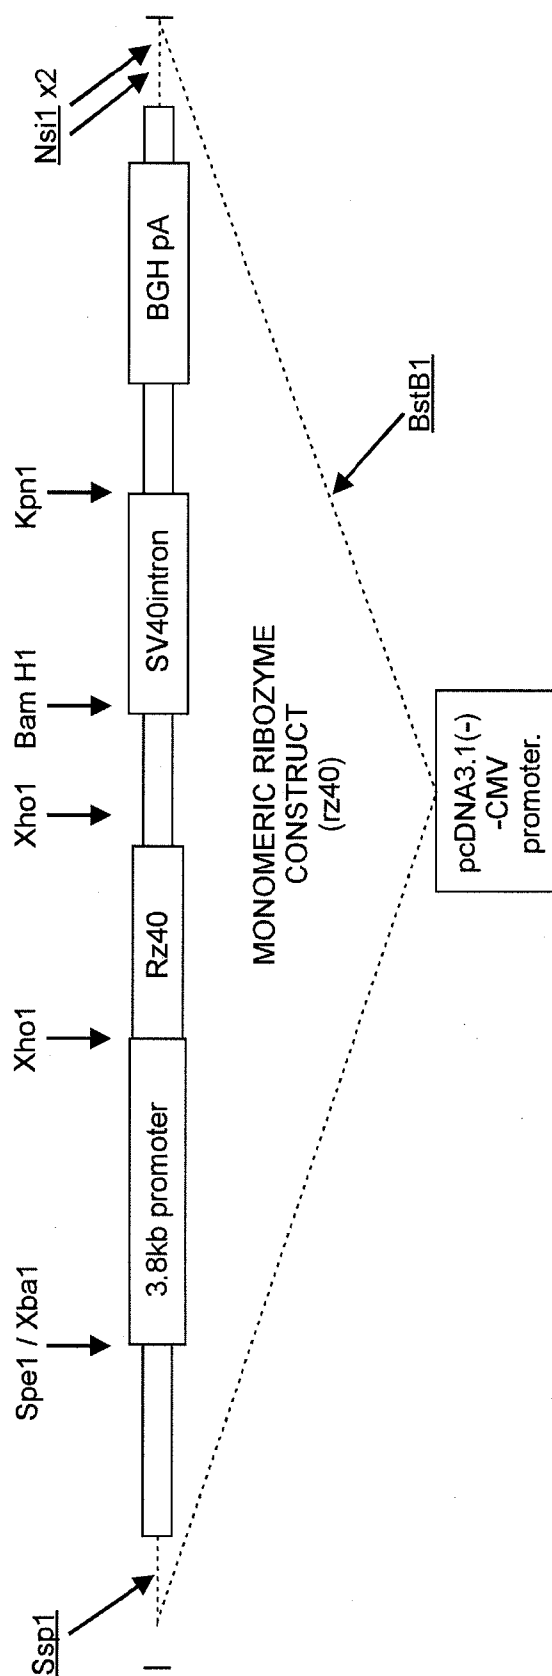 Ssp1
Spe1 / Xba1
Xho1
Xho1
Bam H1
Kpn1
Nsi1 x2
3.8kb promoter
Rz40
SV40intron
BGH pA
MONOMERIC RIBOZYME
CONSTRUCT
(rz40)
BstB1
pcDNA3.1(-)
-CMV
promoter.